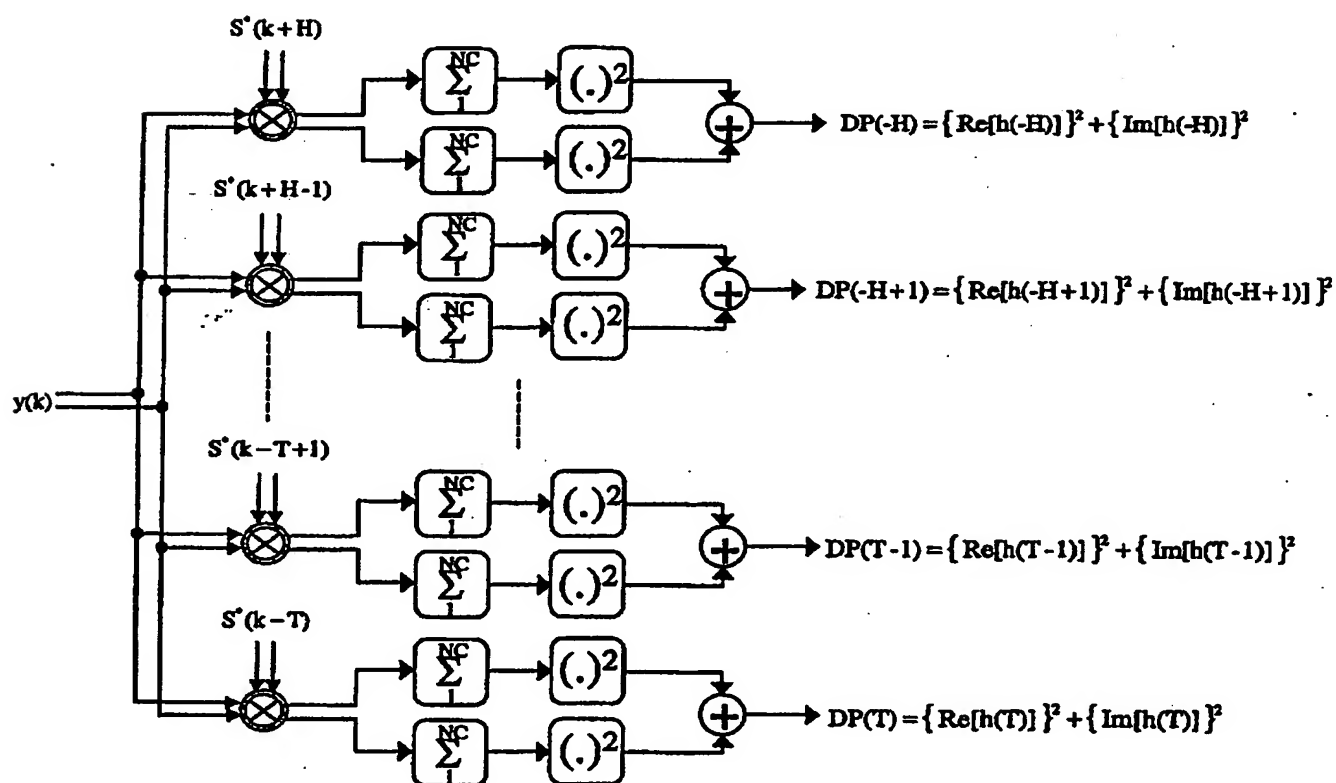 S*(k+H)
NC Σ 1 (.)²
NC Σ 1 (.)²
+ DP(-H) = {Re[h(-H)]}² + {Im[h(-H)]}²
S*(k+H-1)
NC Σ 1 (.)²
NC Σ 1 (.)²
+ DP(-H+1) = {Re[h(-H+1)]}² + {Im[h(-H+1)]}²
y(k)
S*(k-T+1)
NC Σ 1 (.)²
NC Σ 1 (.)²
+ DP(T-1) = {Re[h(T-1)]}² + {Im[h(T-1)]}²
S*(k-T)
NC Σ 1 (.)²
NC Σ 1 (.)²
+ DP(T) = {Re[h(T)]}² + {Im[h(T)]}²